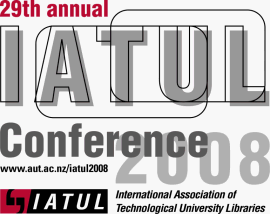 29th annual
IATUL
Conference
2008
www.aut.ac.nz/iatul2008
IATUL
International Association of
Technological University Libraries